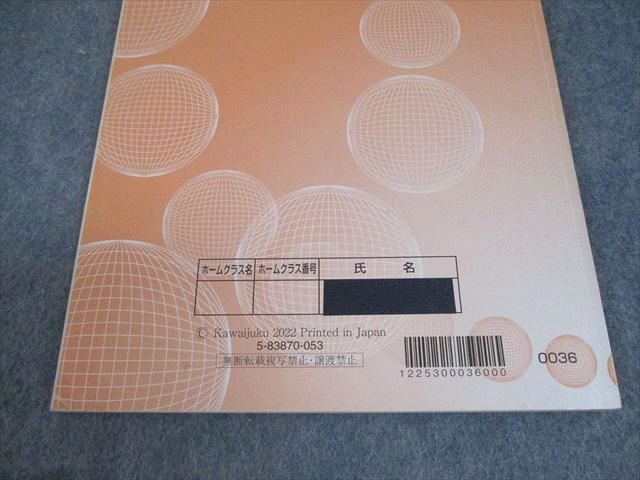 ホームクラス名 ホームクラス番号 氏 名
© Kawaijuku 2022 Printed in Japan
5-83870-053
無断転載複写禁止・譲渡禁止
1225300036000
0036